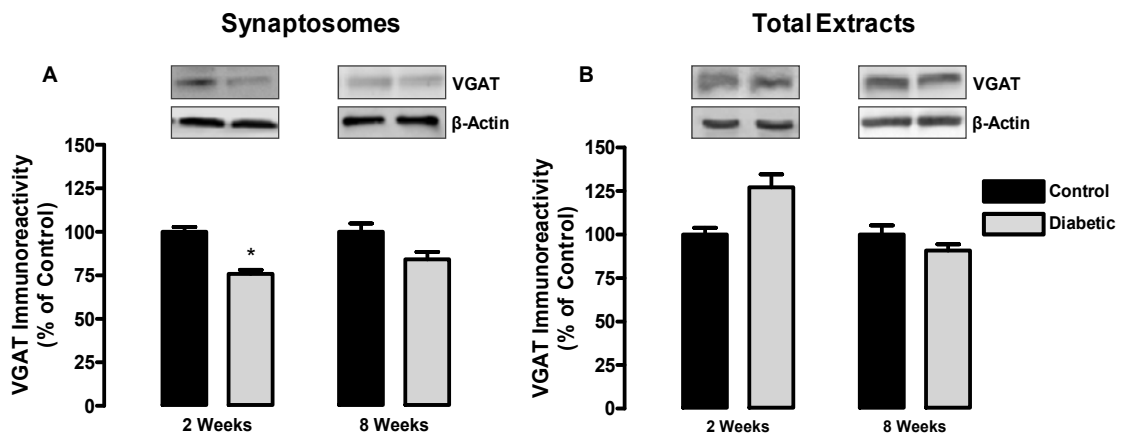 Synaptosomes
A
VGAT
β-Actin
VGAT Immunoreactivity
(% of Control)
150
125
100
75
50
25
0
*
2 Weeks
8 Weeks
Total Extracts
B
VGAT
β-Actin
VGAT Immunoreactivity
(% of Control)
150
125
100
75
50
25
0
2 Weeks
8 Weeks
Control
Diabetic